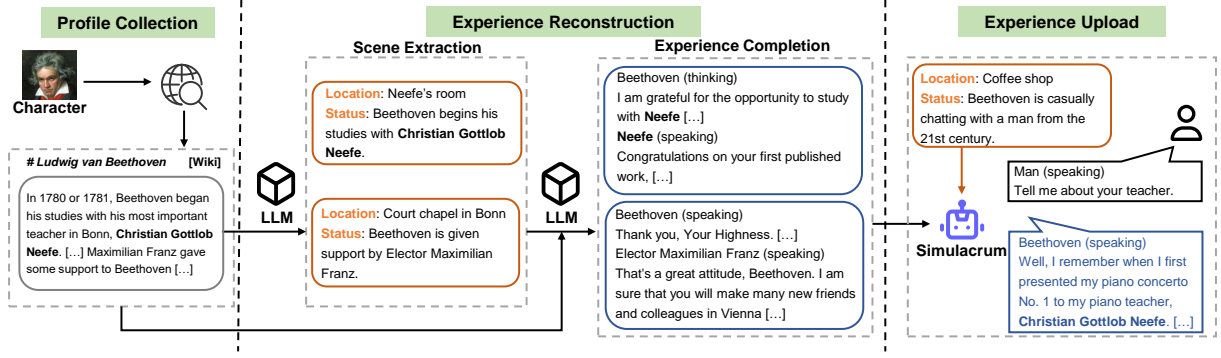 Profile Collection
Experience Reconstruction
Experience Upload
Character
# Ludwig van Beethoven [Wiki]
In 1780 or 1781, Beethoven began
his studies with his most important
teacher in Bonn, Christian Gottlob
Neefe. […] Maximilian Franz gave
some support to Beethoven […]
Scene Extraction
LLM
Location: Neefe's room
Status: Beethoven begins his
studies with Christian Gottlob
Neefe.
Location: Court chapel in Bonn
Status: Beethoven is given
support by Elector Maximilian
Franz.
LLM
Experience Completion
Beethoven (thinking)
I am grateful for the opportunity to study
with Neefe […]
Neefe (speaking)
Congratulations on your first published
work, […]
Beethoven (speaking)
Thank you, Your Highness. […]
Elector Maximilian Franz (speaking)
That's a great attitude, Beethoven. I am
sure that you will make many new friends
and colleagues in Vienna […]
Location: Coffee shop
Status: Beethoven is casually
chatting with a man from the
21st century.
Man (speaking)
Tell me about your teacher.
Simulacrum
Beethoven (speaking)
Well, I remember when I first
presented my piano concerto
No. 1 to my piano teacher,
Christian Gottlob Neefe. […]